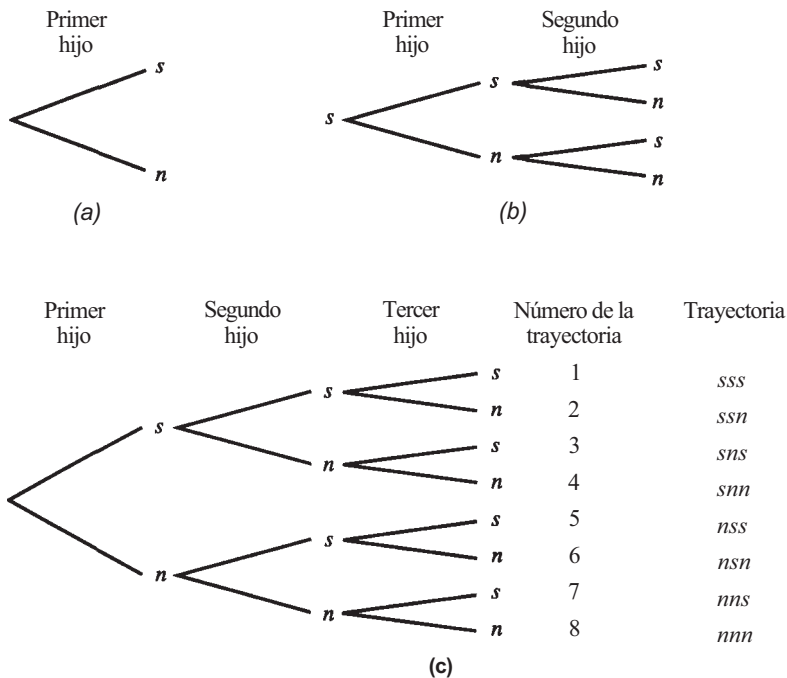 Primer
hijo
s
n
(a)
Primer
hijo
Segundo
hijo
s
s
n
s
n
s
n
(b)
Primer
hijo
Segundo
hijo
Tercer
hijo
Número de la
trayectoria
Trayectoria
s 1 sss
s
n 2 ssn
s
s 3 sns
n
n 4 snn
s 5 nss
s
n 6 nsn
n
s 7 nns
n
n 8 nnn
(c)